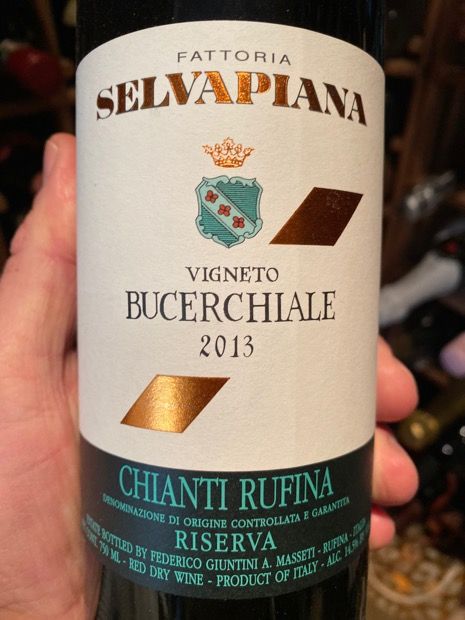 FATTORIA
SELVAPIANA
VIGNETO
BUCERCHIALE
2013
CHIANTI RUFINA
DENOMINAZIONE DI ORIGINE CONTROLLATA E GARANTITA
RISERVA
ESTATE BOTTLED BY FEDERICO GIUNTINI A. MASSETI - RUFINA - ITALIA
CONT. 750 ML - RED DRY WINE - PRODUCT OF ITALY - ALC. 14.5% BY